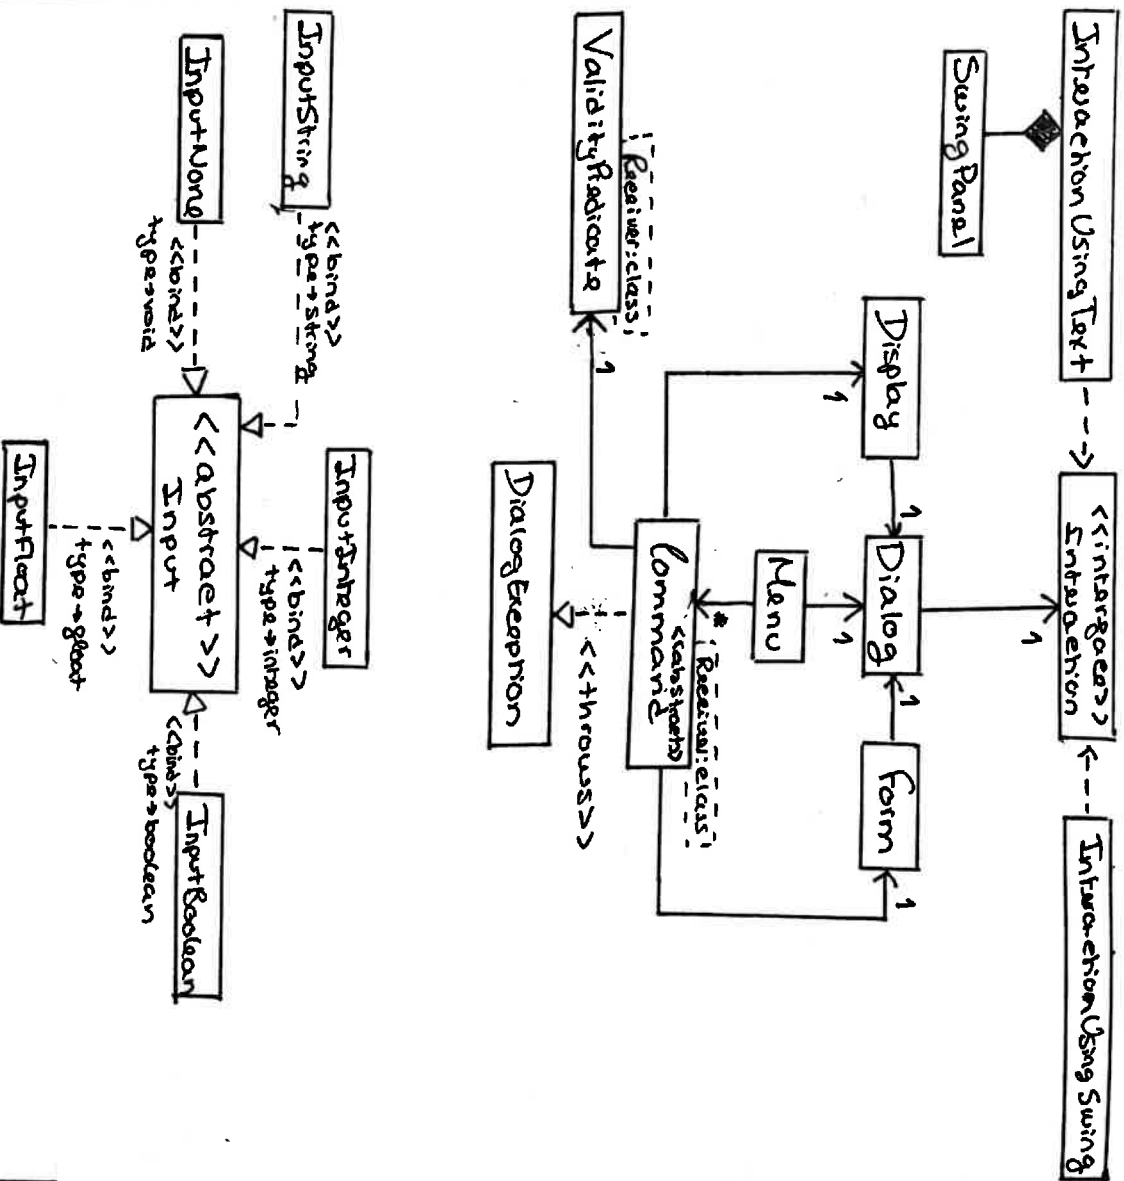 InteractionUsingText
<<interface>>
Interaction
InteractionUsingSwing
SwingPanel
1
Display
1
1
Dialog
1
1
Form
1
Menu
*
Receiver:class
<<abstract>>
Command
Receiver:class
ValidityPredicate
1
<<throws>>
DialogException
InputString
<<bind>>
type→String
InputInteger
<<bind>>
type→integer
InputNone
<<bind>>
type→void
<<abstract>>
Input
InputBoolean
<<bind>>
type→boolean
<<bind>>
type→float
InputFloat